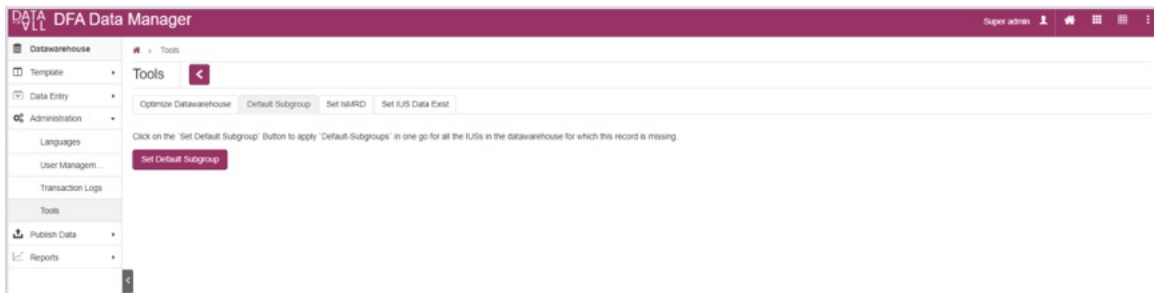 DATA FOR ALL DFA Data Manager
Super admin
Datawarehouse
Tools
Template
Tools
Data Entry
Optimize Datawarehouse Default Subgroup Set IsMRD Set IUS Data Exist
Administration
Languages
Click on the 'Set Default Subgroup' Button to apply 'Default-Subgroups' in one go for all the IUSs in the datawarehouse for which this record is missing.
User Managem...
Set Default Subgroup
Transaction Logs
Tools
Publish Data
Reports